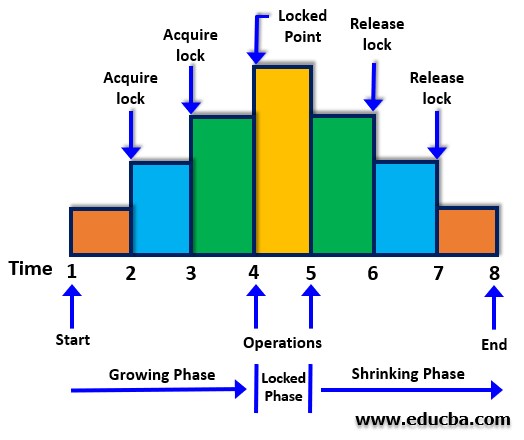 Locked
Point
Acquire
lock
Release
lock
Acquire
lock
Release
lock
Time 1 2 3 4 5 6 7 8
Start
Operations
End
Growing Phase
Locked
Phase
Shrinking Phase
www.educba.com